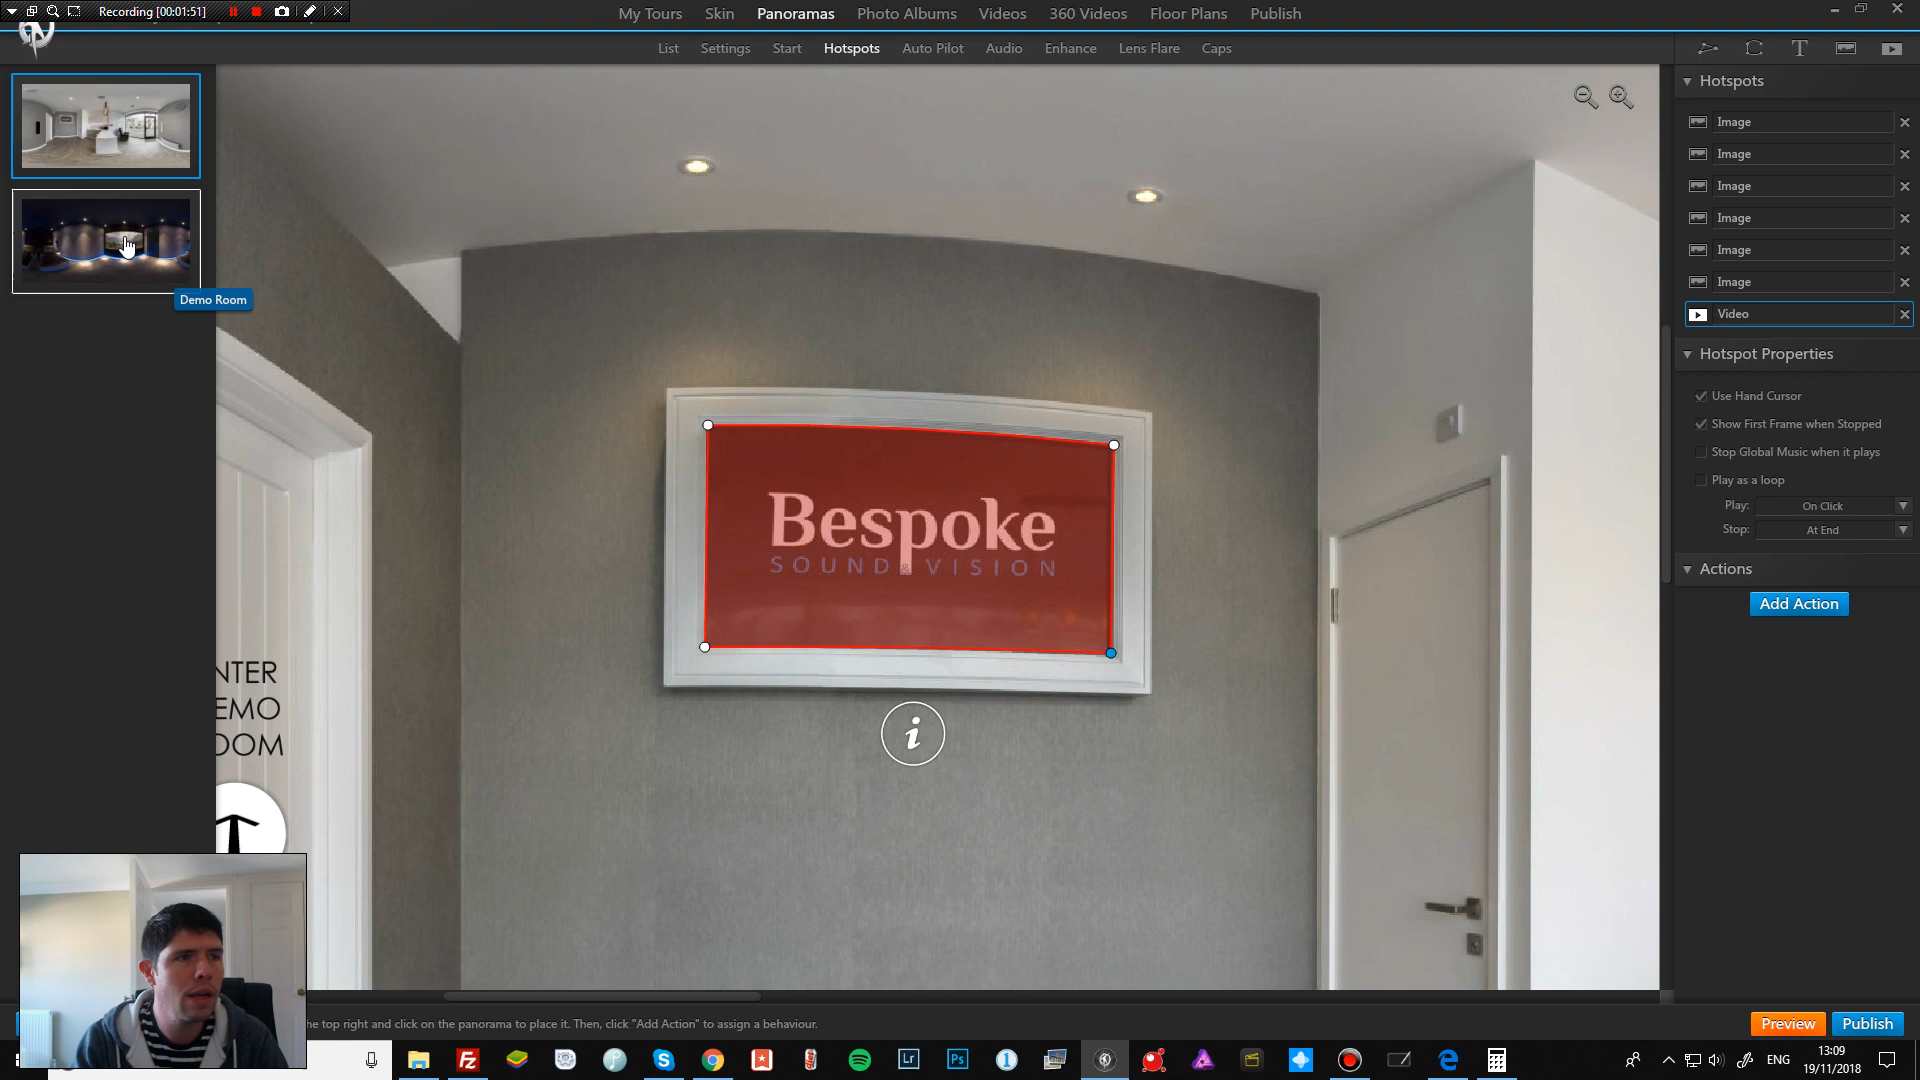 Recording [00:01:51]
My Tours Skin Panoramas Photo Albums Videos 360 Videos Floor Plans Publish
List Settings Start Hotspots Auto Pilot Audio Enhance Lens Flare Caps
Demo Room
NTER
EMO
OOM
Bespoke
SOUND & VISION
i
Hotspots
Image
Image
Image
Image
Image
Image
Video
Hotspot Properties
Use Hand Cursor
Show First Frame when Stopped
Stop Global Music when it plays
Play as a loop
Play: On Click
Stop: At End
Actions
Add Action
he top right and click on the panorama to place it. Then, click "Add Action" to assign a behaviour.
Preview Publish
Lr Ps
ENG
13:09
19/11/2018